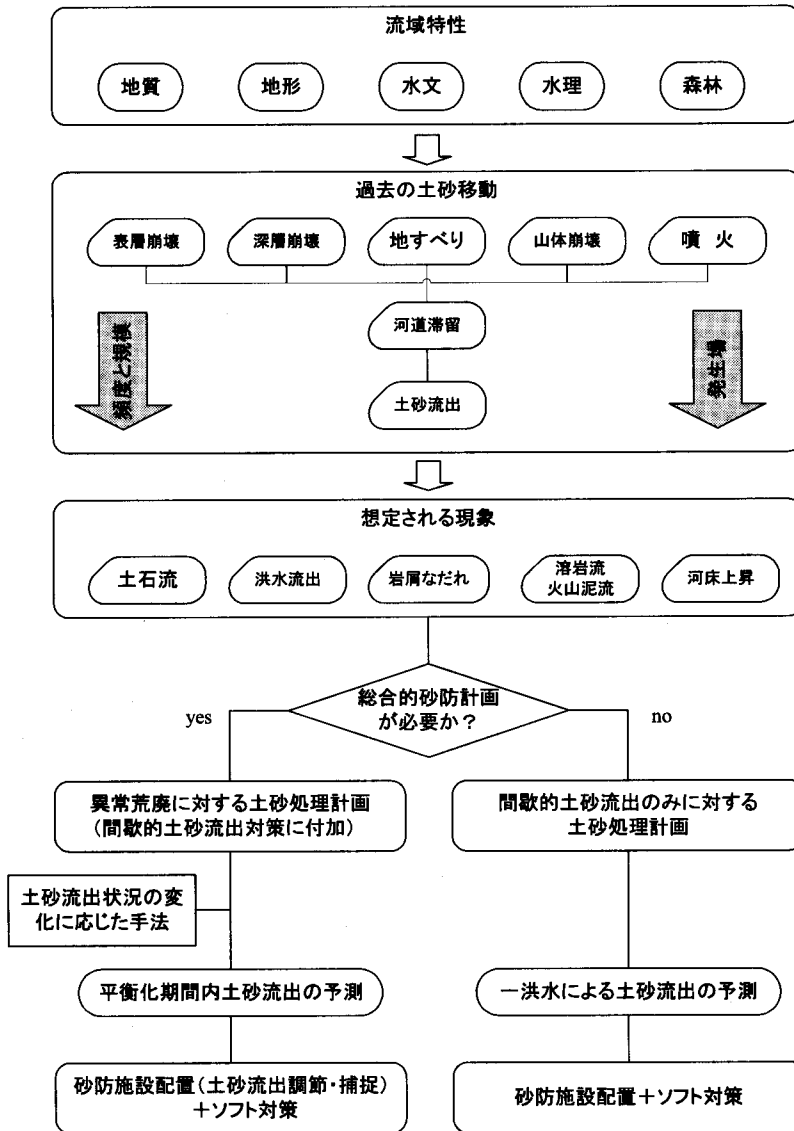 流域特性
地質
地形
水文
水理
森林
過去の土砂移動
表層崩壊
深層崩壊
地すべり
山体崩壊
噴 火
頻度と規模
河道滞留
発生場
土砂流出
想定される現象
土石流
洪水流出
岩屑なだれ
溶岩流
火山泥流
河床上昇
総合的砂防計画
が必要か？
yes
no
異常荒廃に対する土砂処理計画
（間歇的土砂流出対策に付加）
間歇的土砂流出のみに対する
土砂処理計画
土砂流出状況の変
化に応じた手法
平衡化期間内土砂流出の予測
一洪水による土砂流出の予測
砂防施設配置（土砂流出調節・捕捉）
＋ソフト対策
砂防施設配置＋ソフト対策